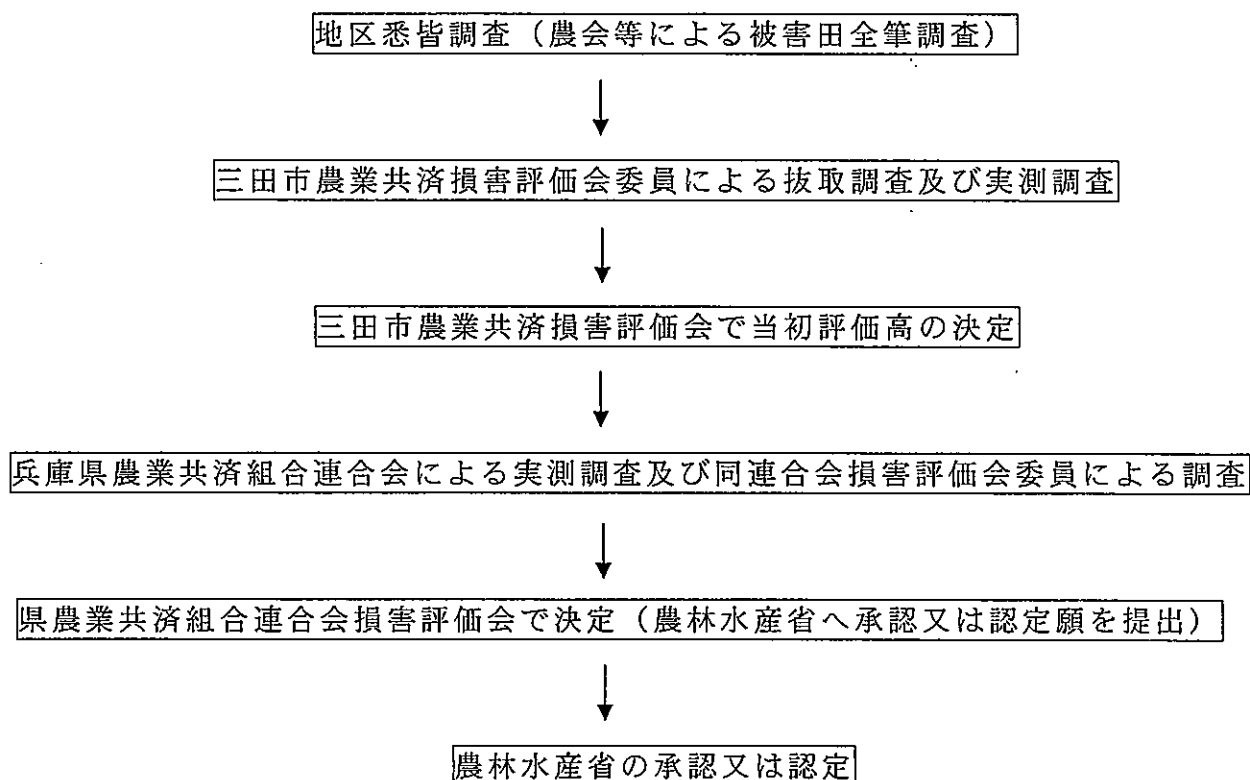 地区悉皆調査（農会等による被害田全筆調査）
三田市農業共済損害評価会委員による抜取調査及び実測調査
三田市農業共済損害評価会で当初評価高の決定
兵庫県農業共済組合連合会による実測調査及び同連合会損害評価会委員による調査
県農業共済組合連合会損害評価会で決定（農林水産省へ承認又は認定願を提出）
農林水産省の承認又は認定